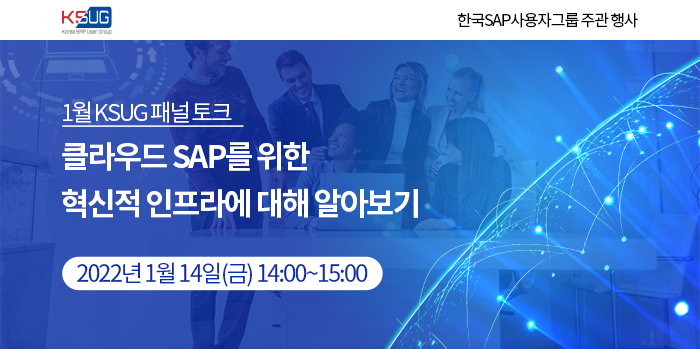 KSUG
Korea SAP User Group
한국SAP사용자그룹 주관 행사
1월 KSUG 패널 토크
클라우드 SAP를 위한
혁신적 인프라에 대해 알아보기
2022년 1월 14일(금) 14:00~15:00